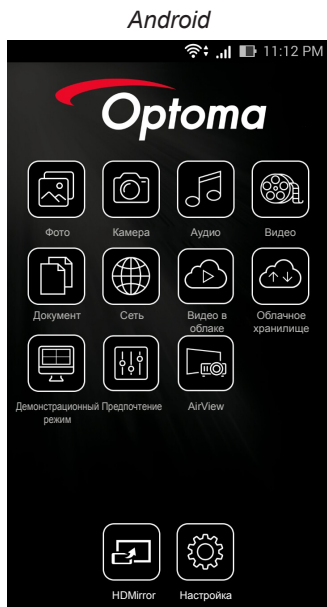 Android
11:12 PM
Optoma
Фото Камера Аудио Видео
Документ Сеть Видео в облаке Облачное хранилище
Демонстрационный режим Предпочтение AirView
HDMirror Настройка